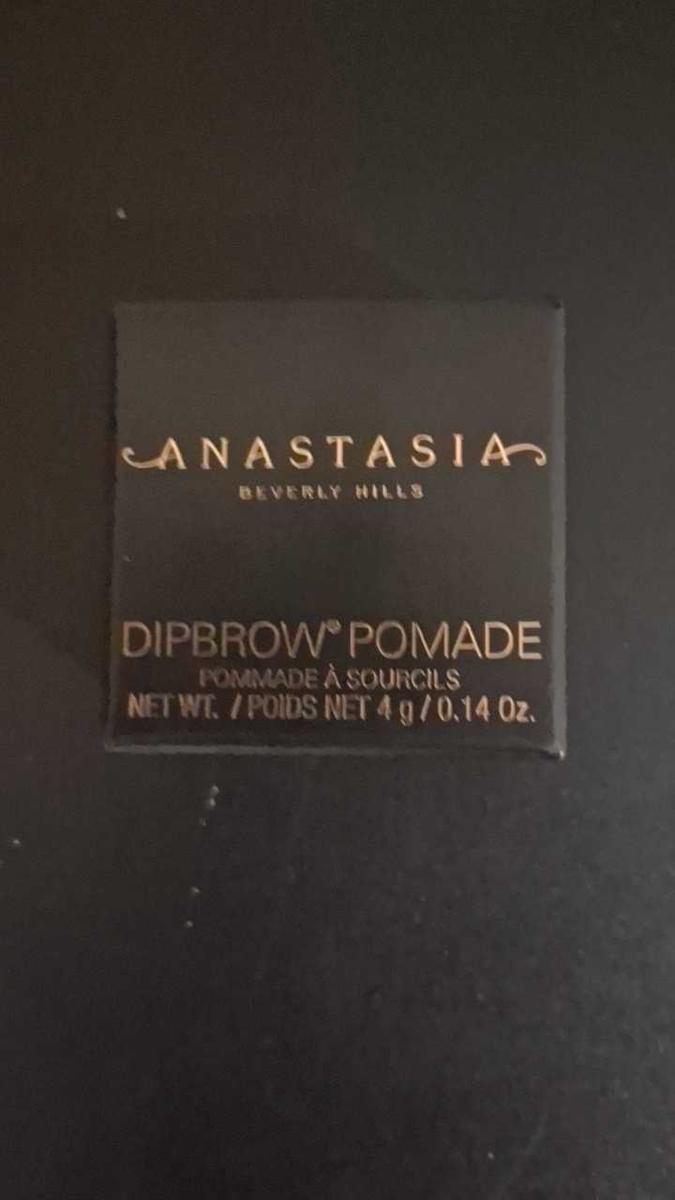 ANASTASIA
BEVERLY HILLS
DIPBROW® POMADE
POMMADE À SOURCILS
NET WT. / POIDS NET 4 g / 0.14 Oz.